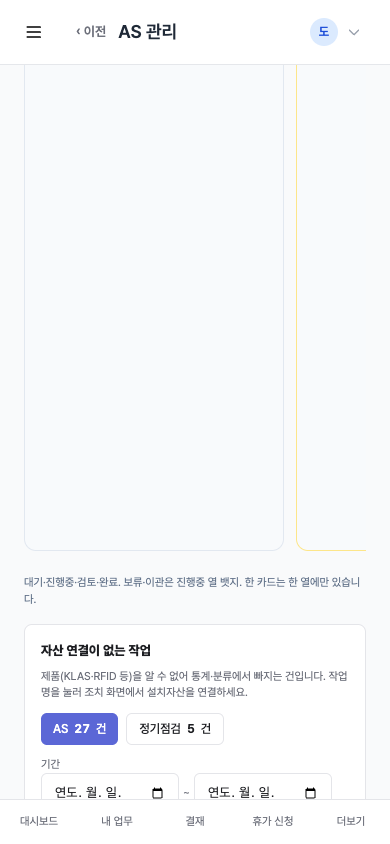 ‹ 이전 AS 관리 도
대기·진행중·검토·완료. 보류·이관은 진행중 열 뱃지. 한 카드는 한 열에만 있습니
다.
자산 연결이 없는 작업
제품(KLAS·RFID 등)을 알 수 없어 통계·분류에서 빠지는 건입니다. 작업
명을 눌러 조치 화면에서 설치자산을 연결하세요.
AS 27 건 정기점검 5 건
기간
연도. 월. 일. ~ 연도. 월. 일.
대시보드 내 업무 결재 휴가 신청 더보기